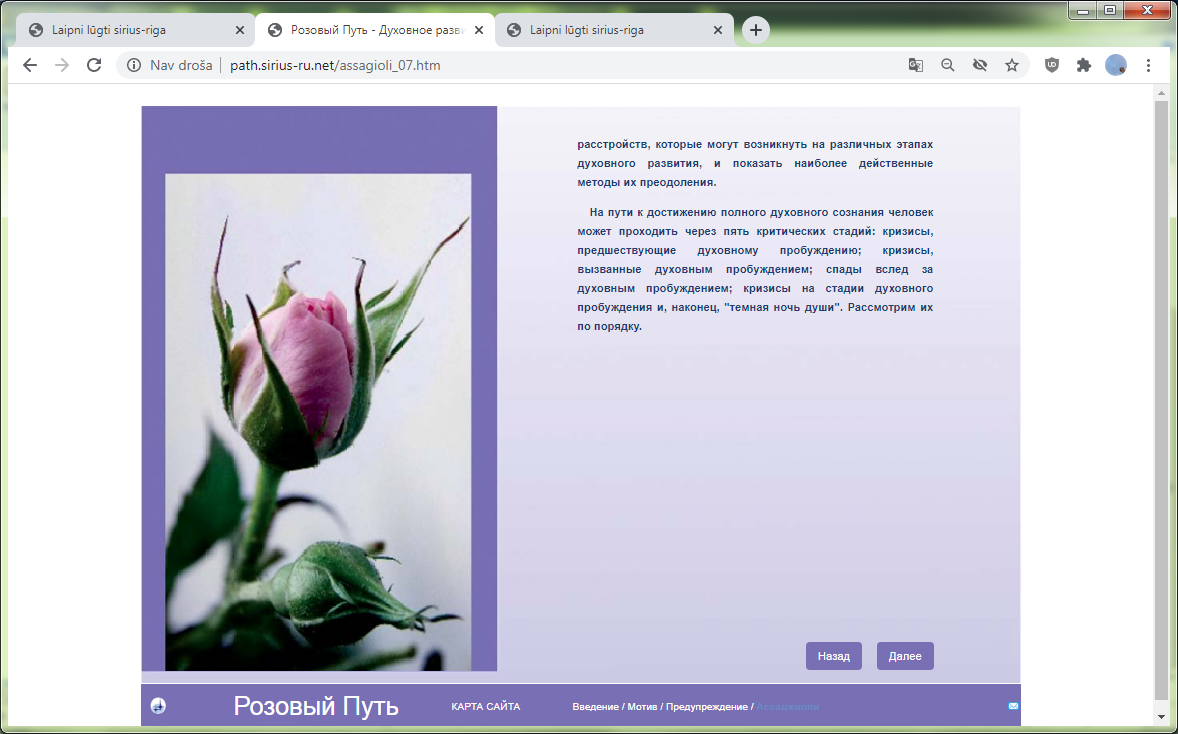 Laipni lūgti sirius-riga
Розовый Путь - Духовное разви
Laipni lūgti sirius-riga
Nav droša
path.sirius-ru.net/assagioli_07.htm
расстройств, которые могут возникнуть на различных этапах
духовного развития, и показать наиболее действенные
методы их преодоления.
На пути к достижению полного духовного сознания человек
может проходить через пять критических стадий: кризисы,
предшествующие духовному пробуждению; кризисы,
вызванные духовным пробуждением; спады вслед за
духовным пробуждением; кризисы на стадии духовного
пробуждения и, наконец, "темная ночь души". Рассмотрим их
по порядку.
Назад
Далее
Розовый Путь
КАРТА САЙТА
Введение / Мотив / Предупреждение / Ассаджиоли